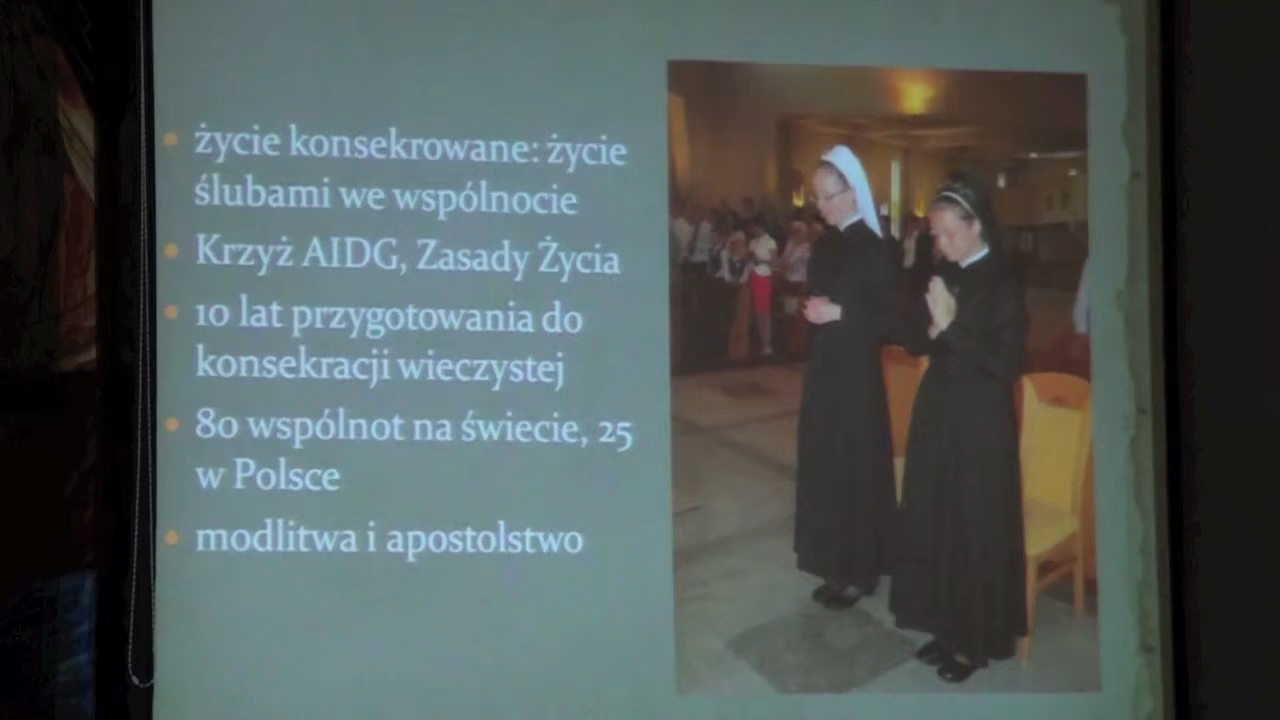 życie konsekrowane: życie
ślubami we wspólnocie
Krzyż AIDG, Zasady Życia
10 lat przygotowania do
konsekracji wieczystej
80 wspólnot na świecie, 25
w Polsce
modlitwa i apostolstwo